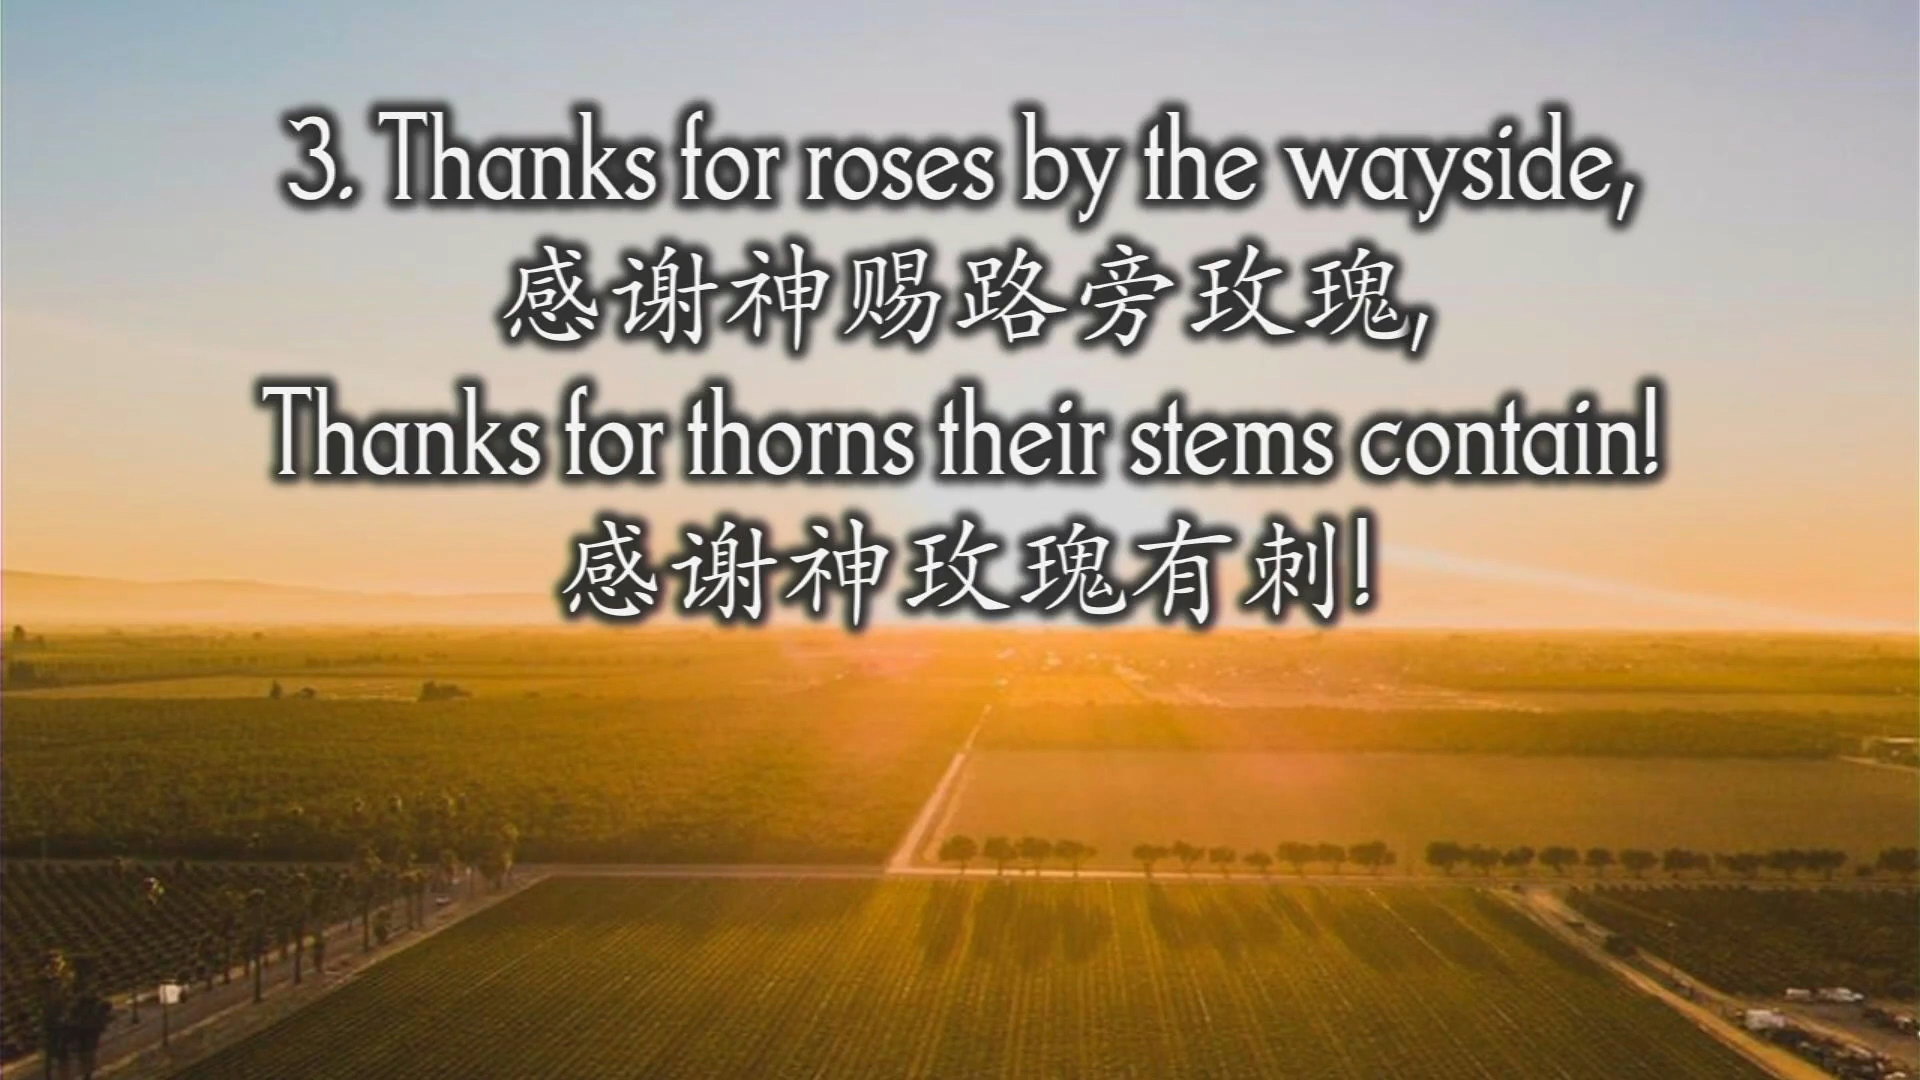 3. Thanks for roses by the wayside,
感谢神赐路旁玫瑰,
Thanks for thorns their stems contain!
感谢神玫瑰有刺!